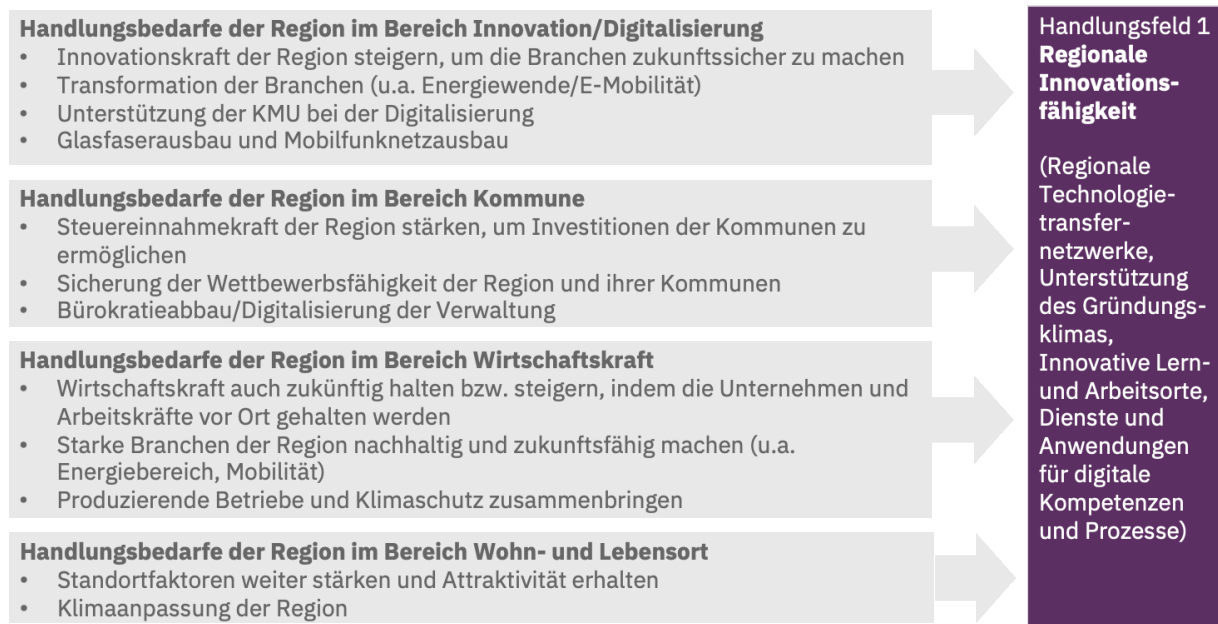 Handlungsbedarfe der Region im Bereich Innovation/Digitalisierung
• Innovationskraft der Region steigern, um die Branchen zukunftssicher zu machen
• Transformation der Branchen (u.a. Energiewende/E-Mobilität)
• Unterstützung der KMU bei der Digitalisierung
• Glasfaserausbau und Mobilfunknetzausbau
Handlungsbedarfe der Region im Bereich Kommune
• Steuereinnahmekraft der Region stärken, um Investitionen der Kommunen zu
ermöglichen
• Sicherung der Wettbewerbsfähigkeit der Region und ihrer Kommunen
• Bürokratieabbau/Digitalisierung der Verwaltung
Handlungsbedarfe der Region im Bereich Wirtschaftskraft
• Wirtschaftskraft auch zukünftig halten bzw. steigern, indem die Unternehmen und
Arbeitskräfte vor Ort gehalten werden
• Starke Branchen der Region nachhaltig und zukunftsfähig machen (u.a.
Energiebereich, Mobilität)
• Produzierende Betriebe und Klimaschutz zusammenbringen
Handlungsbedarfe der Region im Bereich Wohn- und Lebensort
• Standortfaktoren weiter stärken und Attraktivität erhalten
• Klimaanpassung der Region
Handlungsfeld 1
Regionale
Innovations-
fähigkeit
(Regionale
Technologie-
transfer-
netzwerke,
Unterstützung
des Gründungs-
klimas,
Innovative Lern-
und Arbeitsorte,
Dienste und
Anwendungen
für digitale
Kompetenzen
und Prozesse)